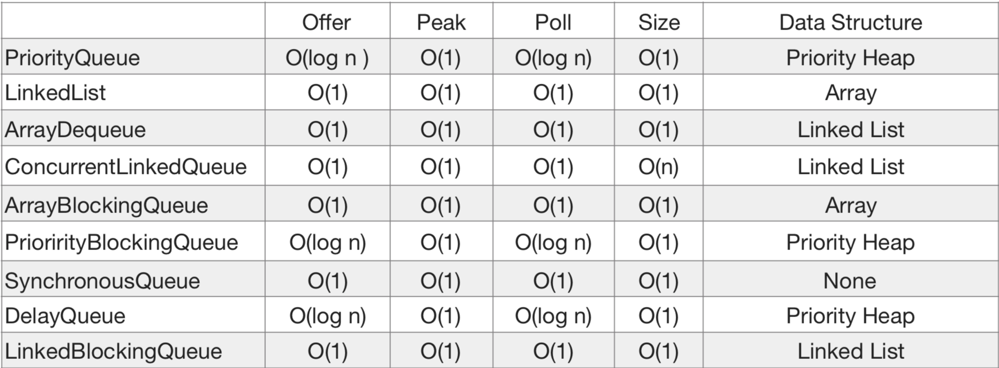 Offer Peak Poll Size Data Structure
PriorityQueue O(log n ) O(1) O(log n) O(1) Priority Heap
LinkedList O(1) O(1) O(1) O(1) Array
ArrayDequeue O(1) O(1) O(1) O(1) Linked List
ConcurrentLinkedQueue O(1) O(1) O(1) O(n) Linked List
ArrayBlockingQueue O(1) O(1) O(1) O(1) Array
PriorirityBlockingQueue O(log n) O(1) O(log n) O(1) Priority Heap
SynchronousQueue O(1) O(1) O(1) O(1) None
DelayQueue O(log n) O(1) O(log n) O(1) Priority Heap
LinkedBlockingQueue O(1) O(1) O(1) O(1) Linked List